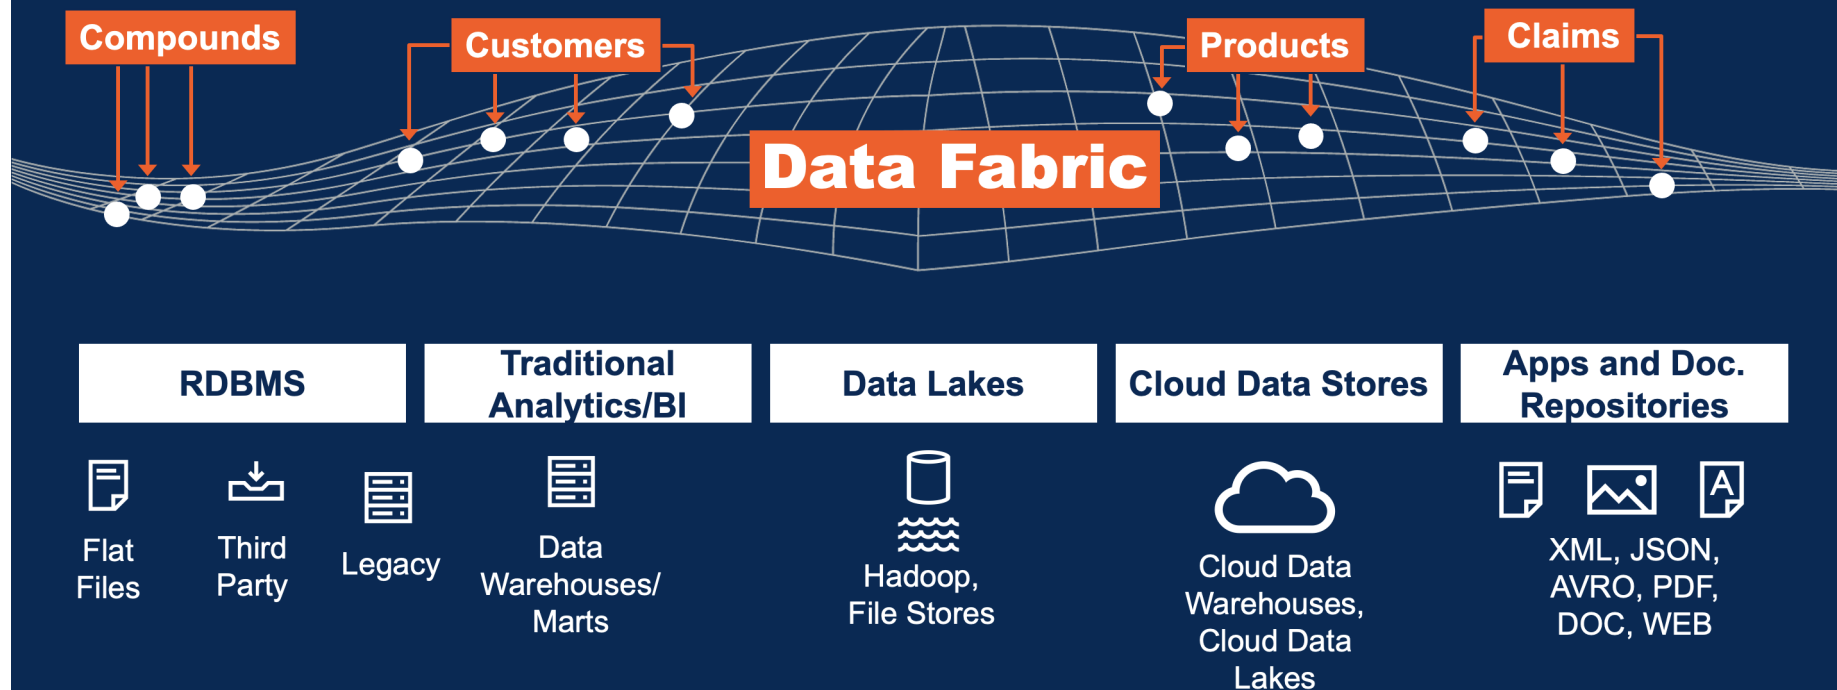 Compounds
Customers
Products
Claims
Data Fabric
RDBMS
Traditional
Analytics/BI
Data Lakes
Cloud Data Stores
Apps and Doc.
Repositories
Flat
Files
Third
Party
Legacy
Data
Warehouses/
Marts
Hadoop,
File Stores
Cloud Data
Warehouses,
Cloud Data
Lakes
A
XML, JSON,
AVRO, PDF,
DOC, WEB